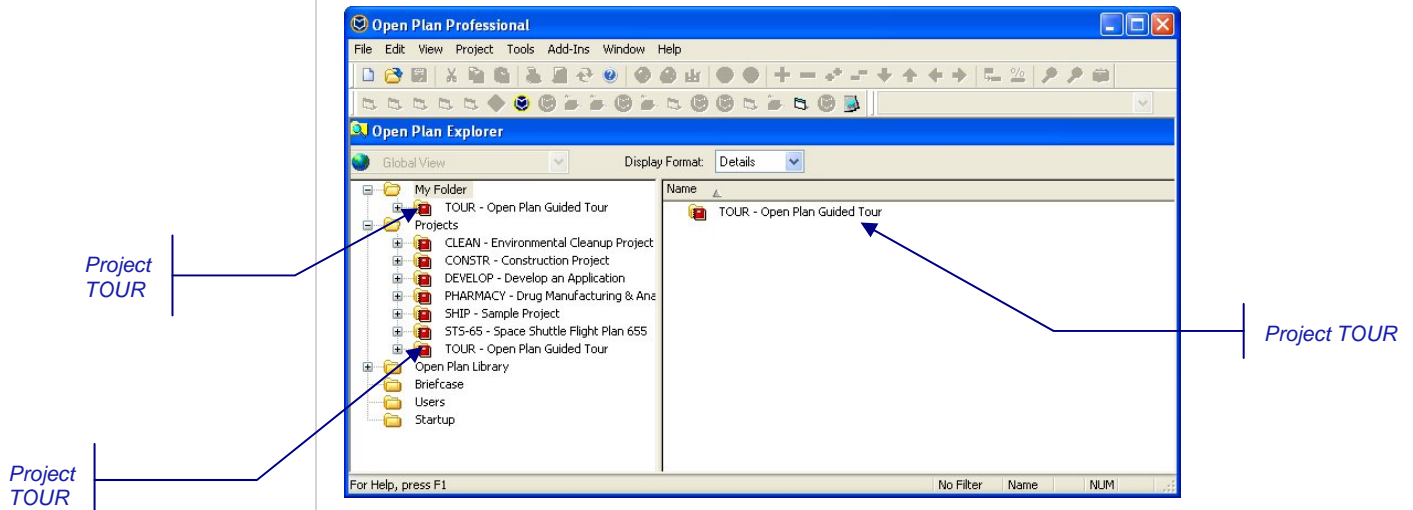 Open Plan Professional
File Edit View Project Tools Add-Ins Window Help
Open Plan Explorer
Global View
Display Format: Details
My Folder
TOUR - Open Plan Guided Tour
Projects
CLEAN - Environmental Cleanup Project
CONSTR - Construction Project
DEVELOP - Develop an Application
PHARMACY - Drug Manufacturing & Ana
SHIP - Sample Project
STS-65 - Space Shuttle Flight Plan 655
TOUR - Open Plan Guided Tour
Open Plan Library
Briefcase
Users
Startup
Name
TOUR - Open Plan Guided Tour
For Help, press F1
No Filter Name NUM
Project
TOUR
Project
TOUR
Project TOUR